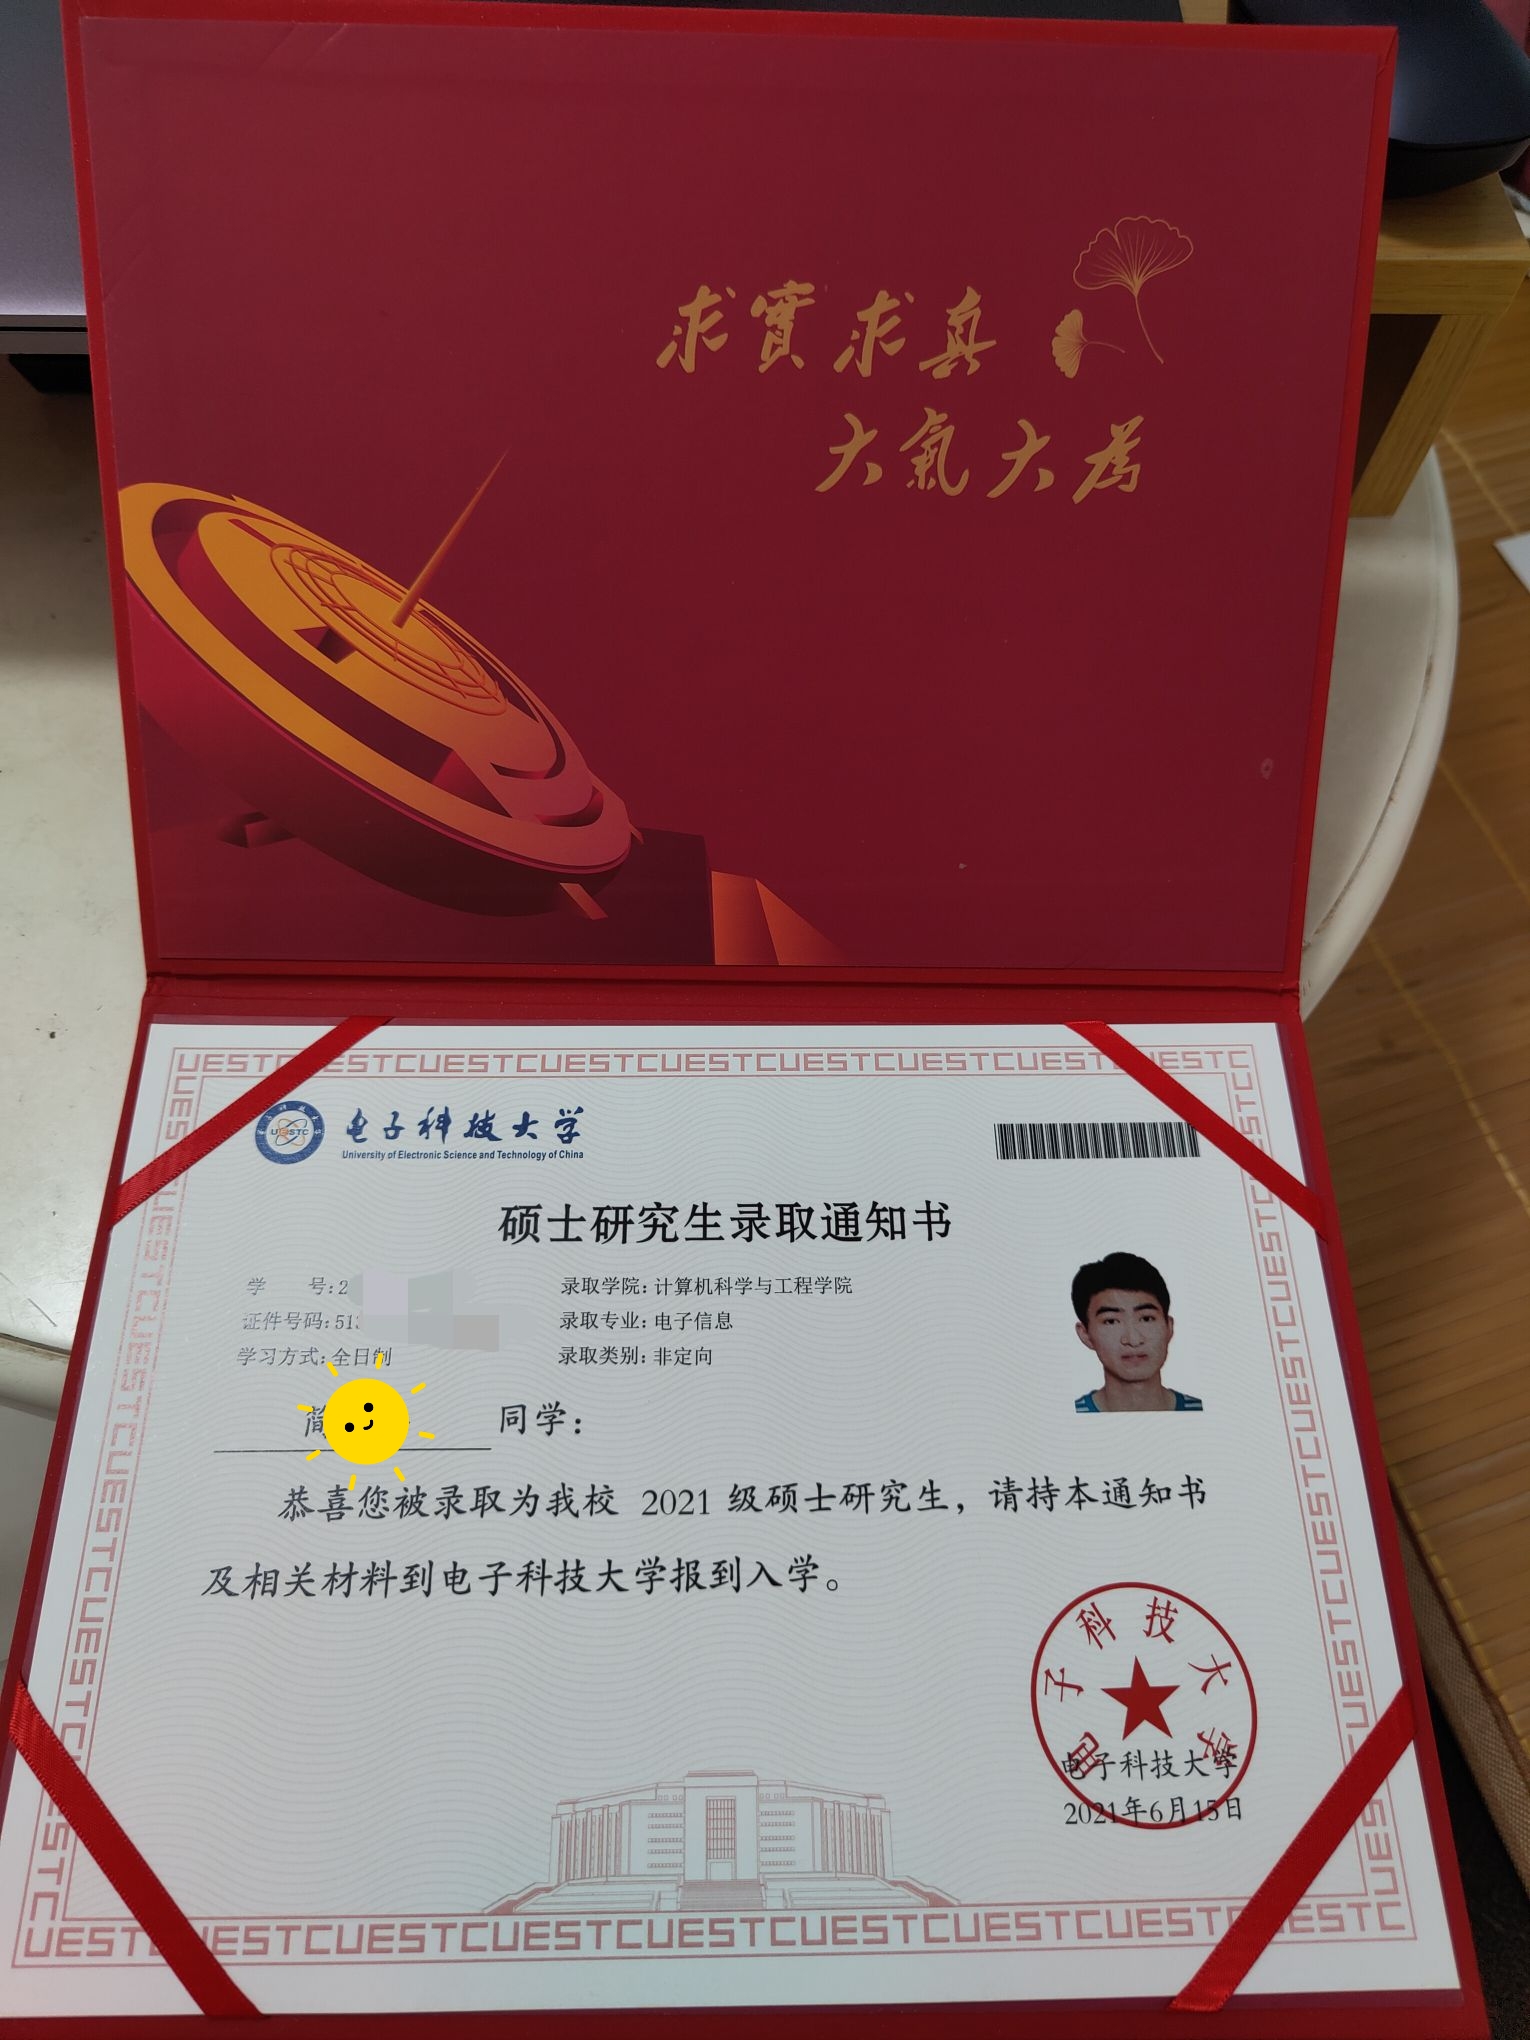 求實求真
大氣大為
UESTCUESTCUESTCUESTCUESTCUESTCUESTCUESTC
电子科技大学
University of Electronic Science and Technology of China
硕士研究生录取通知书
学 号: 2
录取学院: 计算机科学与工程学院
证件号码: 51
录取专业: 电子信息
学习方式: 全日制
录取类别: 非定向
同学:
恭喜您被录取为我校 2021 级硕士研究生，请持本通知书
及相关材料到电子科技大学报到入学。
电子科技大学
电子科技大学
2021年6月15日
UESTCUESTCUESTCUESTCUESTCUESTCUESTCUESTC